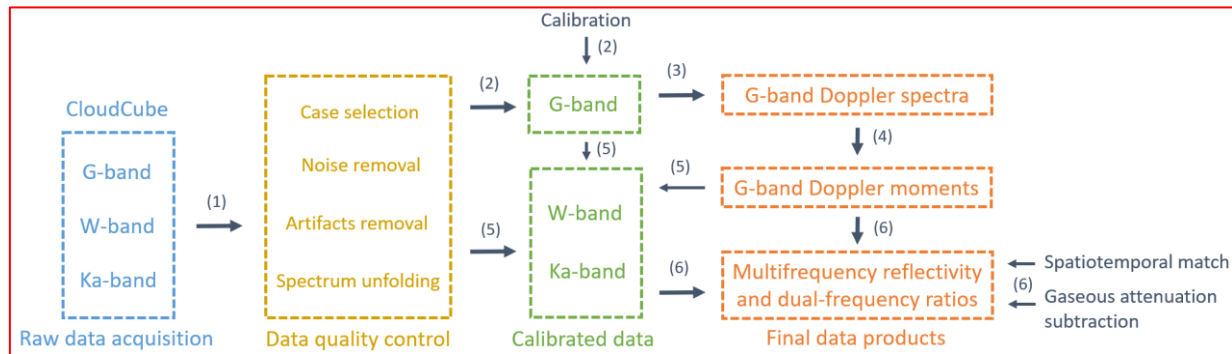 Calibration
(2)
CloudCube
G-band
W-band
Ka-band
Raw data acquisition
(1)
Case selection
Noise removal
Artifacts removal
Spectrum unfolding
Data quality control
(2)
(5)
G-band
(5)
W-band
Ka-band
Calibrated data
(3)
(5)
(6)
G-band Doppler spectra
(4)
G-band Doppler moments
(6)
Multifrequency reflectivity
and dual-frequency ratios
Final data products
Spatiotemporal match
(6)
Gaseous attenuation
subtraction